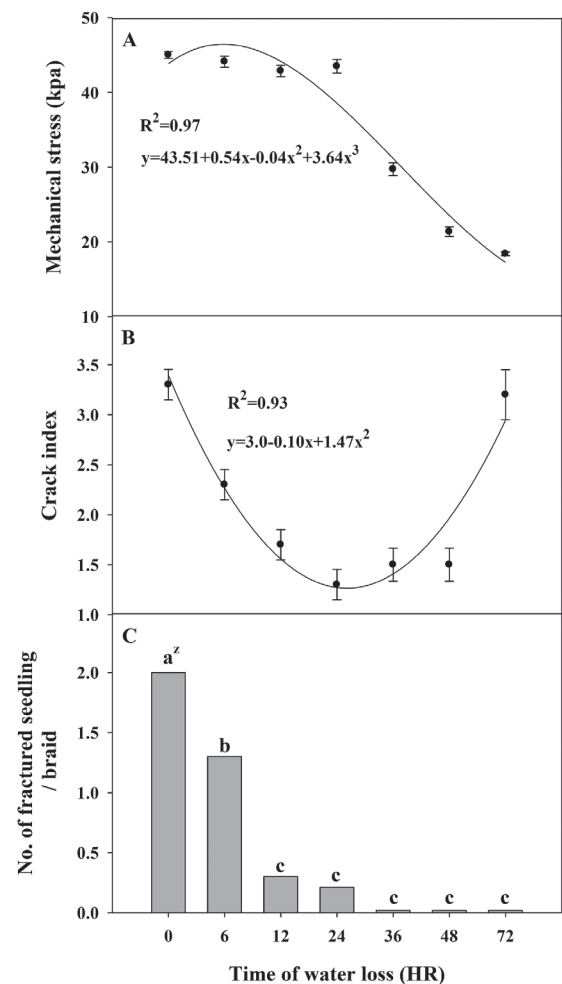 A
50
40
30
20
10
Mechanical stress (kpa)
R²=0.97
y=43.51+0.54x-0.04x²+3.64x³
B
3.5
3.0
2.5
2.0
1.5
1.0
Crack index
R²=0.93
y=3.0-0.10x+1.47x²
C
2.0
1.5
1.0
0.5
0.0
No. of fractured seedling
/ braid
aᶻ
b
c
c
c
c
c
0 6 12 24 36 48 72
Time of water loss (HR)